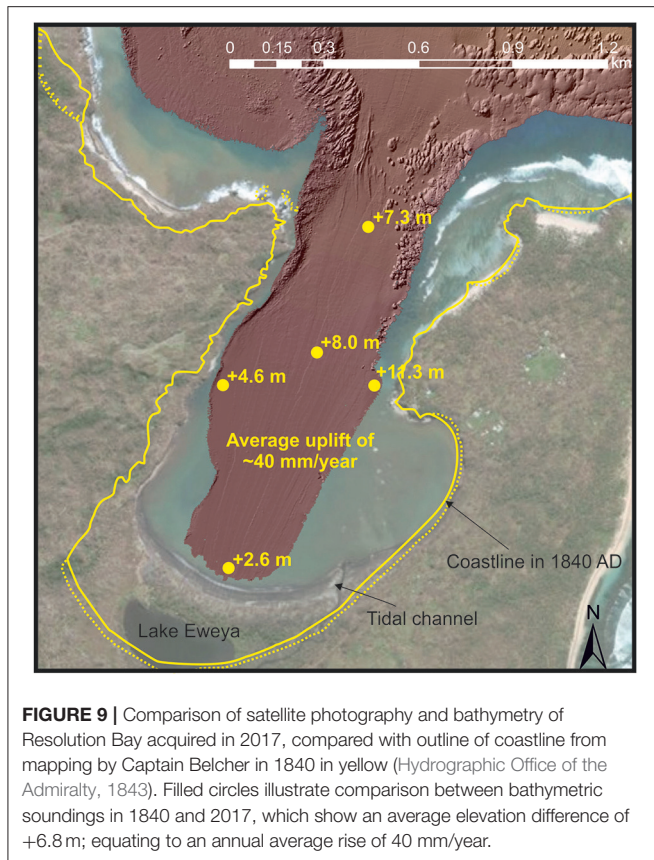 0 0.15 0.3 0.6 0.9 1.2
km
+7.3 m
+8.0 m
+4.6 m
+11.3 m
Average uplift of
~40 mm/year
Coastline in 1840 AD
+2.6 m
Tidal channel
N
Lake Eweya
FIGURE 9 | Comparison of satellite photography and bathymetry of
Resolution Bay acquired in 2017, compared with outline of coastline from
mapping by Captain Belcher in 1840 in yellow (Hydrographic Office of the
Admiralty, 1843). Filled circles illustrate comparison between bathymetric
soundings in 1840 and 2017, which show an average elevation difference of
+6.8 m; equating to an annual average rise of 40 mm/year.